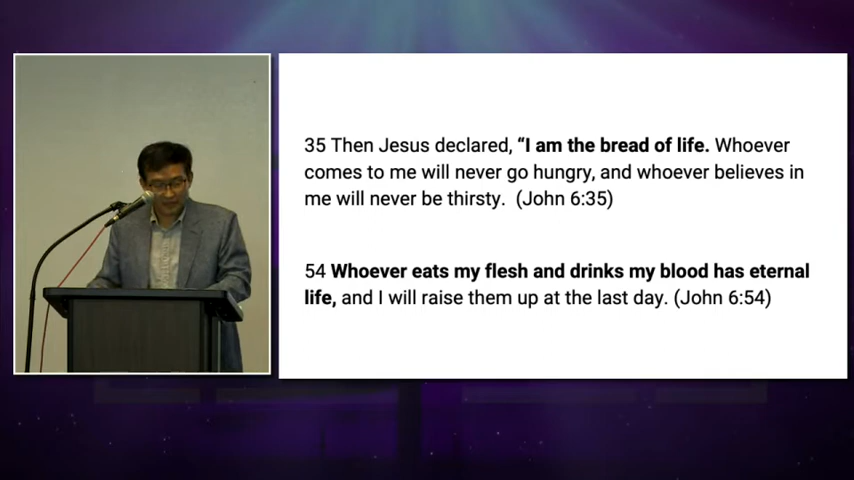 35 Then Jesus declared, “I am the bread of life. Whoever
comes to me will never go hungry, and whoever believes in
me will never be thirsty.  (John 6:35)
54 Whoever eats my flesh and drinks my blood has eternal
life, and I will raise them up at the last day. (John 6:54)